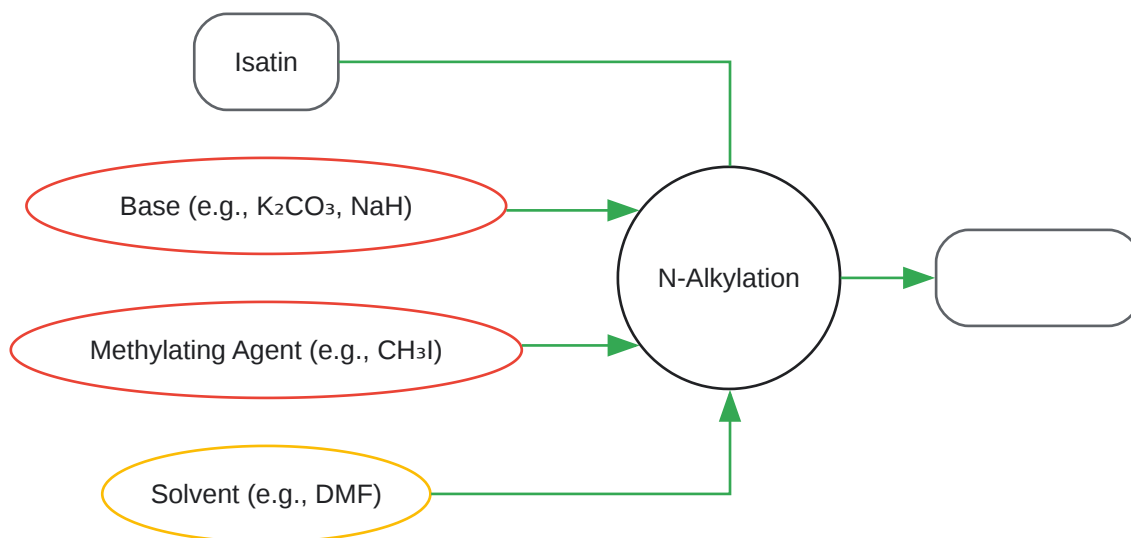 Isatin
Base (e.g., K₂CO₃, NaH)
N-Alkylation
Methylating Agent (e.g., CH₃I)
Solvent (e.g., DMF)